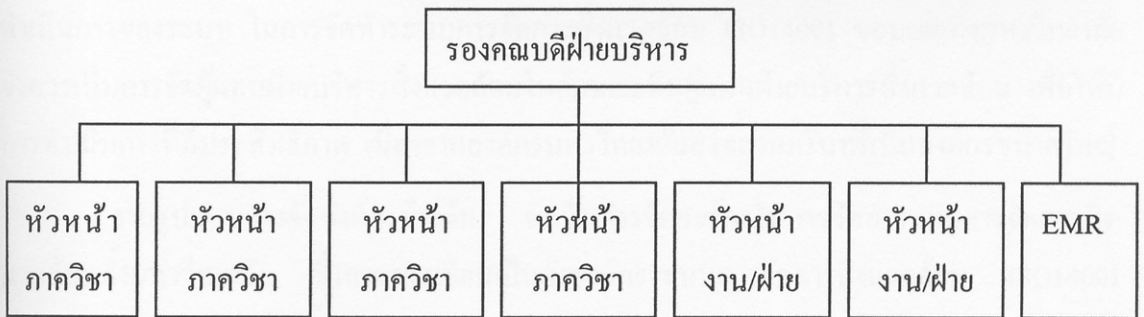 รองคณบดีฝ่ายบริหาร
หัวหน้า
ภาควิชา
หัวหน้า
ภาควิชา
หัวหน้า
ภาควิชา
หัวหน้า
ภาควิชา
หัวหน้า
งาน/ฝ่าย
หัวหน้า
งาน/ฝ่าย
EMR